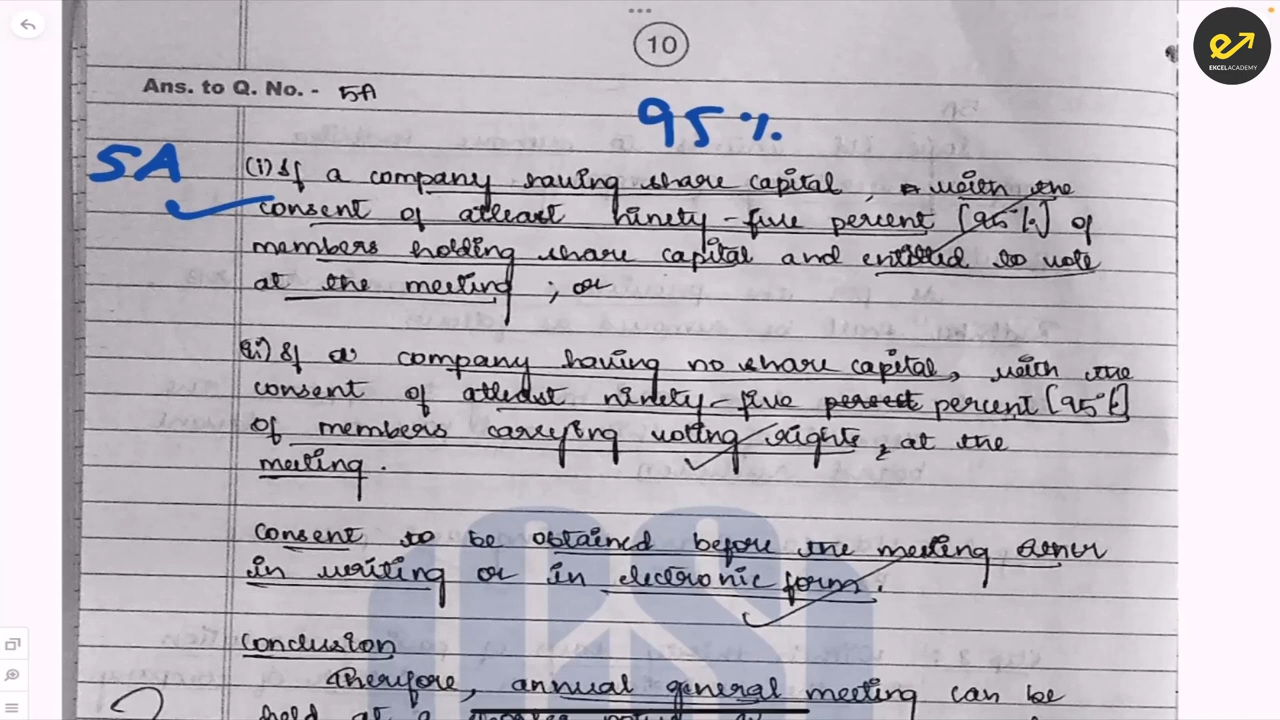 10
EXCELACADEMY
Ans. to Q. No. - 5A
95%
5A
(i) If a company having share capital, with the
consent of atleast ninety-five percent [95%] of
members holding share capital and entitled to vote
at the meeting ; or
(ii) If a company having no share capital, with the
consent of atleast ninety-five percent [95%]
of members carrying voting rights, at the
meeting.
consent to be obtained before the meeting either
in writing or in electronic form.
Conclusion
Therefore, annual general meeting can be
held at a